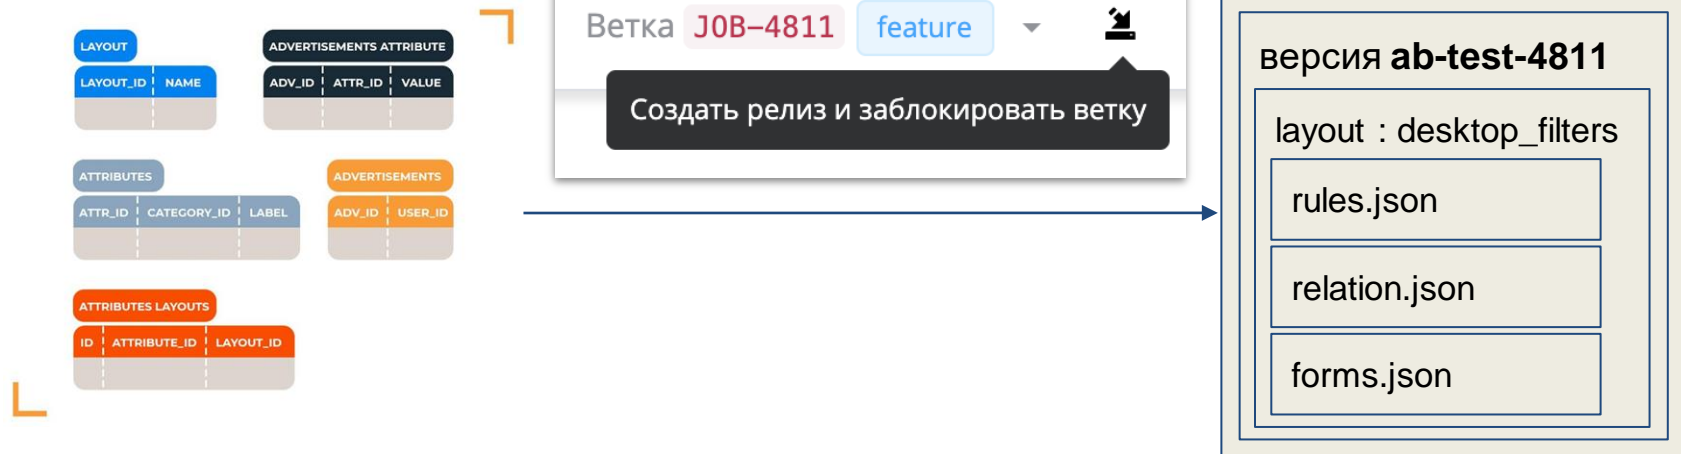 LAYOUT
LAYOUT_ID NAME
ADVERTISEMENTS ATTRIBUTE
ADV_ID ATTR_ID VALUE
ATTRIBUTES
ATTR_ID CATEGORY_ID LABEL
ADVERTISEMENTS
ADV_ID USER_ID
ATTRIBUTES LAYOUTS
ID ATTRIBUTE_ID LAYOUT_ID
Ветка JOB-4811 feature
Создать релиз и заблокировать ветку
версия ab-test-4811
layout : desktop_filters
rules.json
relation.json
forms.json